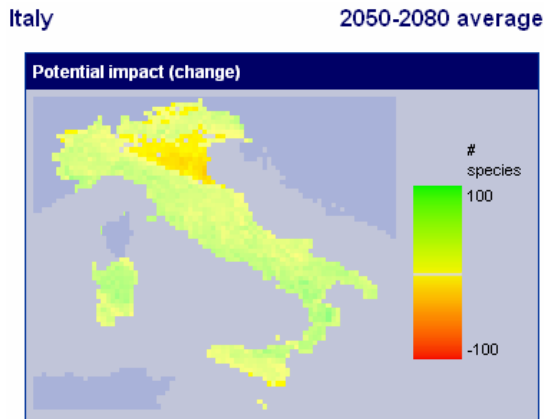 Italy 2050-2080 average
Potential impact (change)
#
species
100
-100